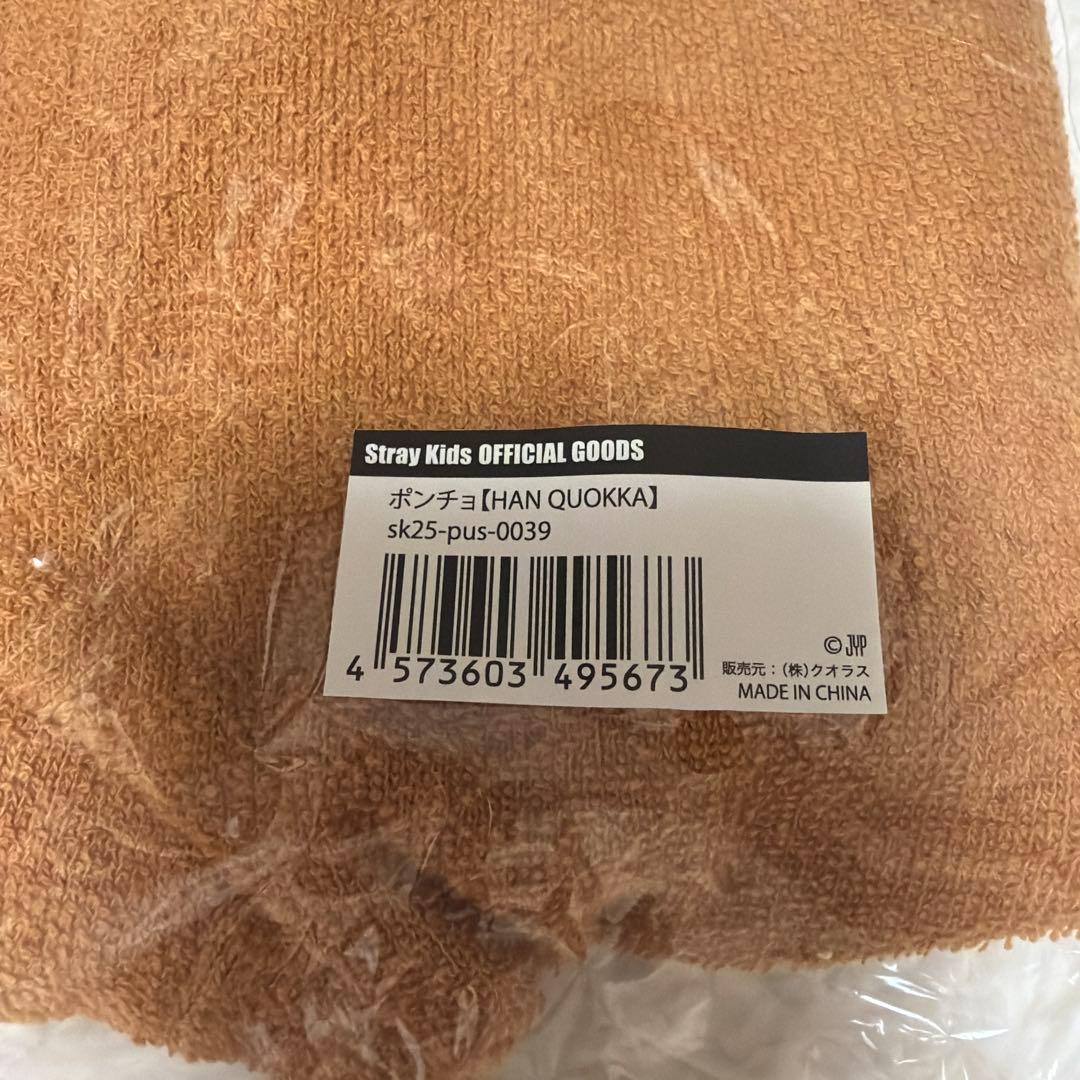 Stray Kids OFFICIAL GOODS
ポンチョ【HAN QUOKKA】
sk25-pus-0039
4 573603 495673
© JYP
販売元：(株)クオラス
MADE IN CHINA